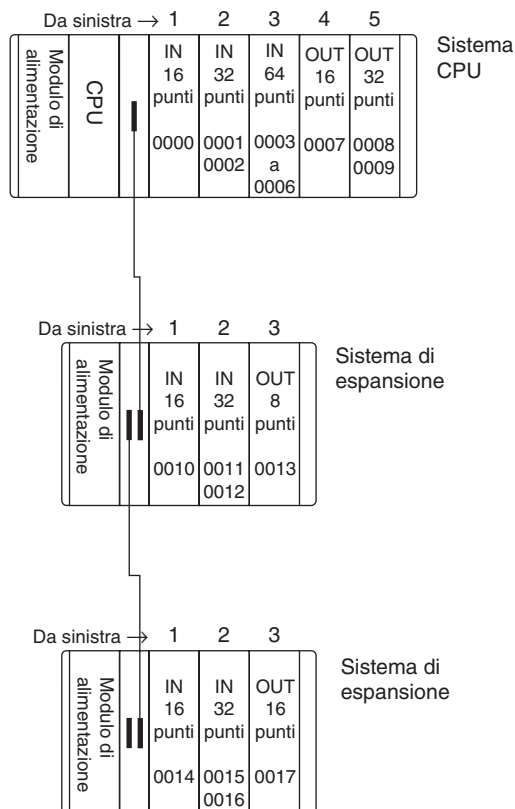 Da sinistra → 1 2 3 4 5
Sistema
CPU
Modulo di
alimentazione
CPU
IN
16
punti
0000
IN
32
punti
0001
0002
IN
64
punti
0003
a
0006
OUT
16
punti
0007
OUT
32
punti
0008
0009
Da sinistra → 1 2 3
Sistema di
espansione
Modulo di
alimentazione
IN
16
punti
0010
IN
32
punti
0011
0012
OUT
8
punti
0013
Da sinistra → 1 2 3
Sistema di
espansione
Modulo di
alimentazione
IN
16
punti
0014
IN
32
punti
0015
0016
OUT
16
punti
0017